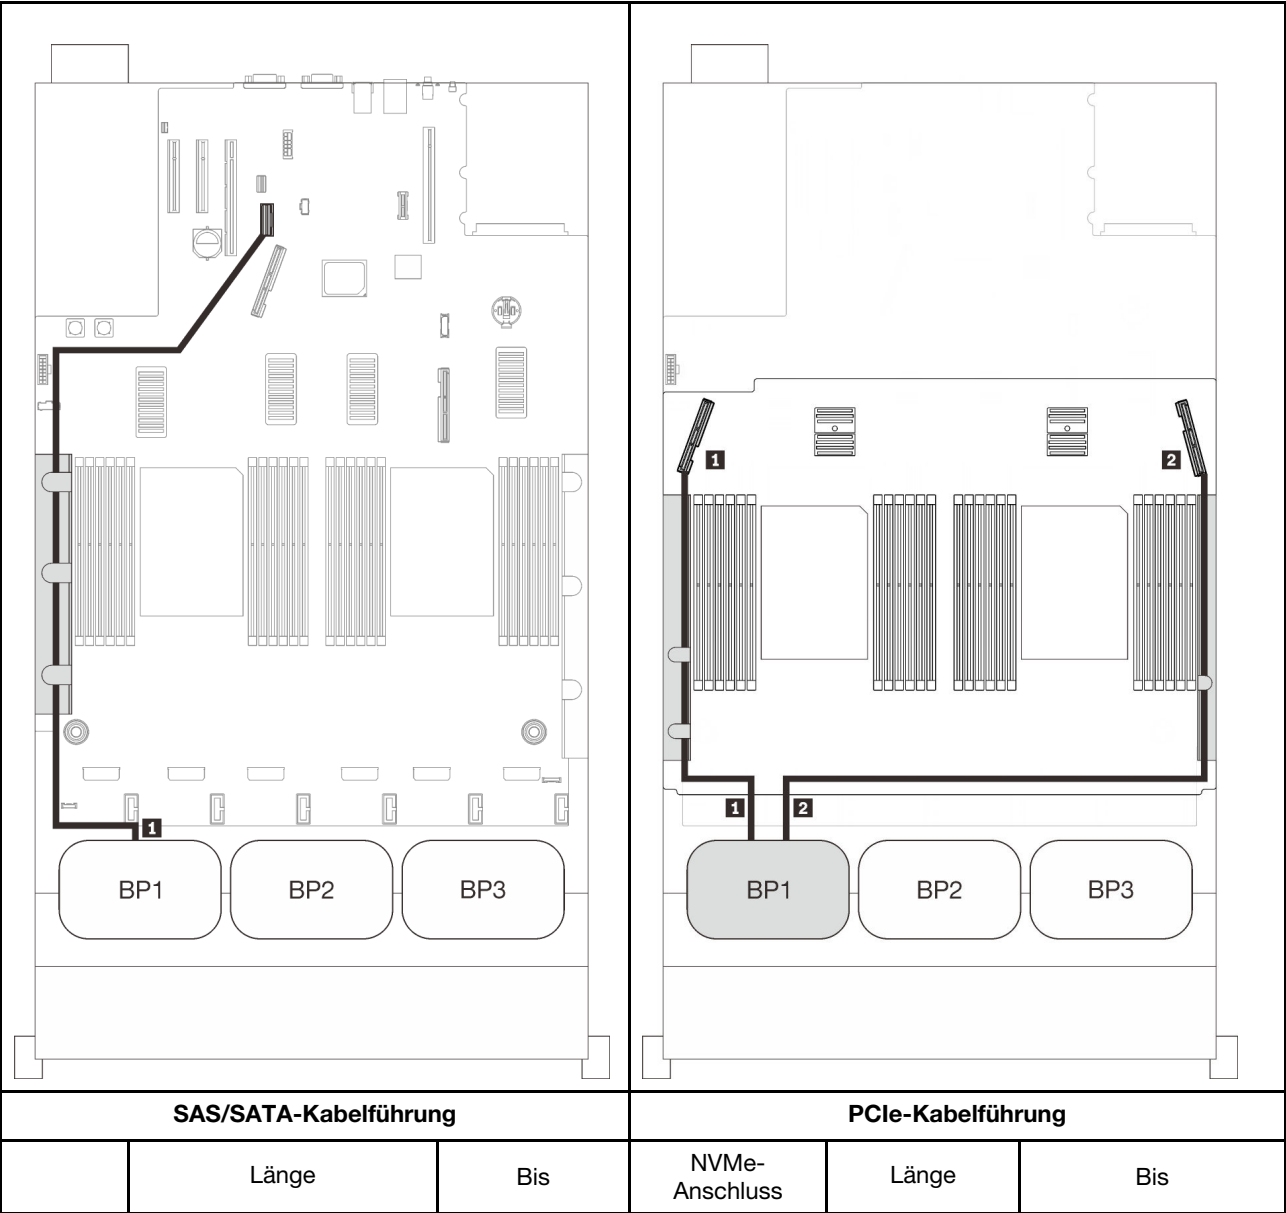 1
BP1
BP2
BP3
1
2
1
2
BP1
BP2
BP3
SAS/SATA-Kabelführung
PCIe-Kabelführung
Länge
Bis
NVMe-
Anschluss
Länge
Bis